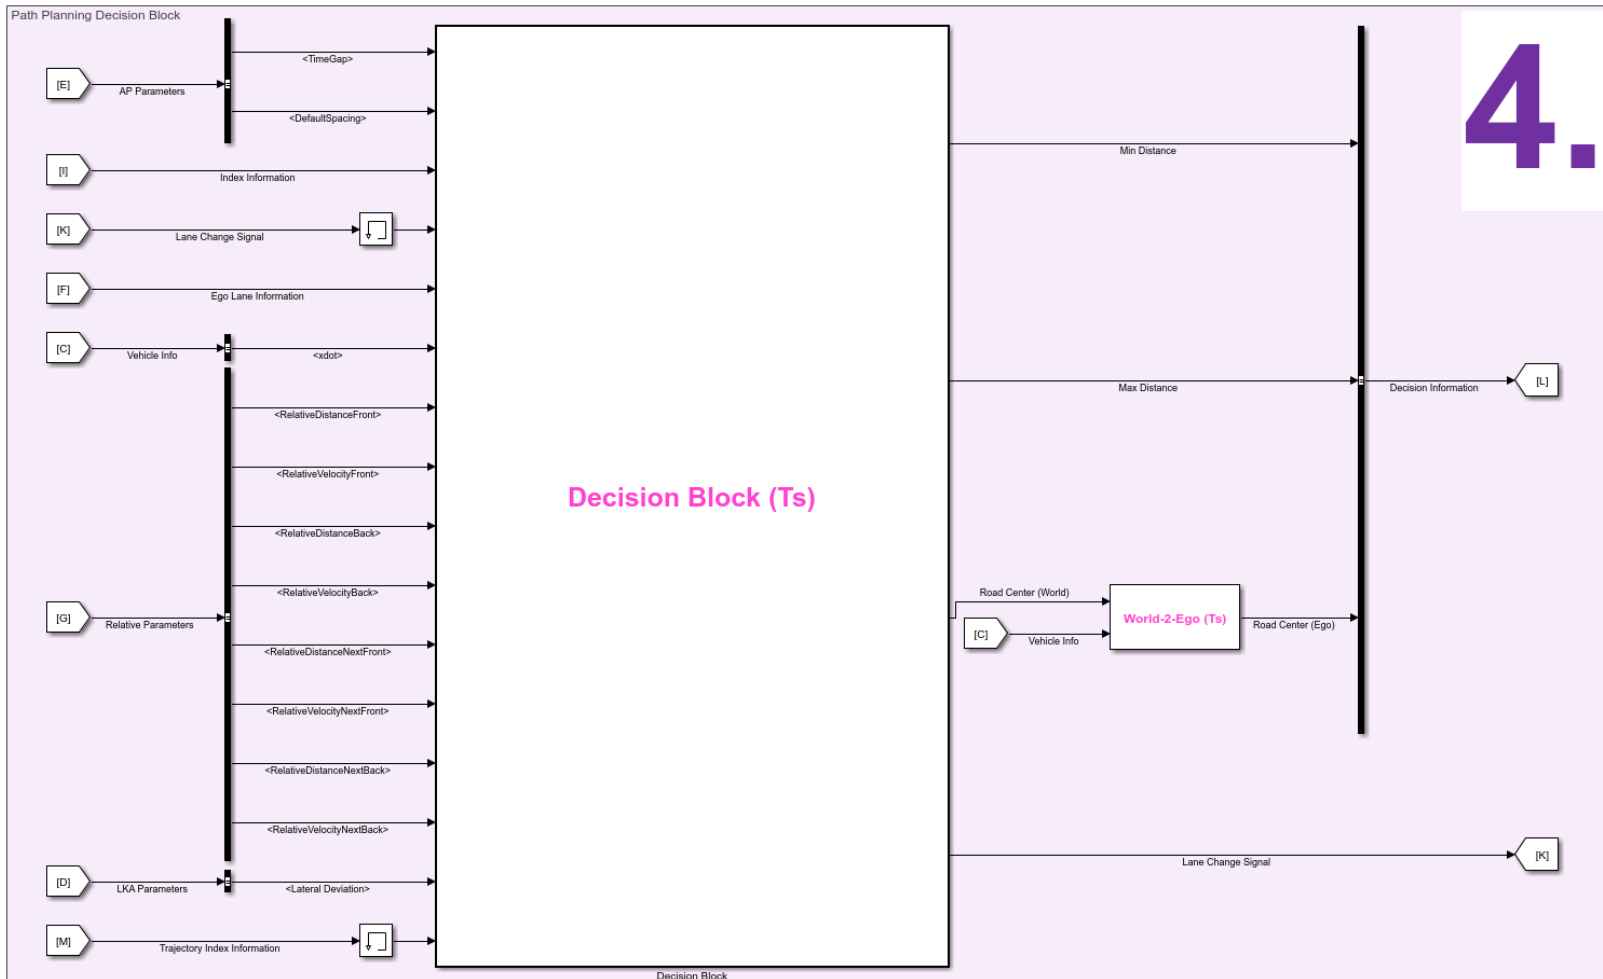 Path Planning Decision Block
4.
[E]
AP Parameters
<TimeGap>
<DefaultSpacing>
[I]
Index Information
[K]
Lane Change Signal
[F]
Ego Lane Information
[C]
Vehicle Info
<xdot>
<RelativeDistanceFront>
<RelativeVelocityFront>
<RelativeDistanceBack>
<RelativeVelocityBack>
[G]
Relative Parameters
<RelativeDistanceNextFront>
<RelativeVelocityNextFront>
<RelativeDistanceNextBack>
<RelativeVelocityNextBack>
[D]
LKA Parameters
<Lateral Deviation>
[M]
Trajectory Index Information
Decision Block (Ts)
Decision Block
Min Distance
Max Distance
Decision Information
[L]
Road Center (World)
[C]
Vehicle Info
World-2-Ego (Ts)
Road Center (Ego)
Lane Change Signal
[K]